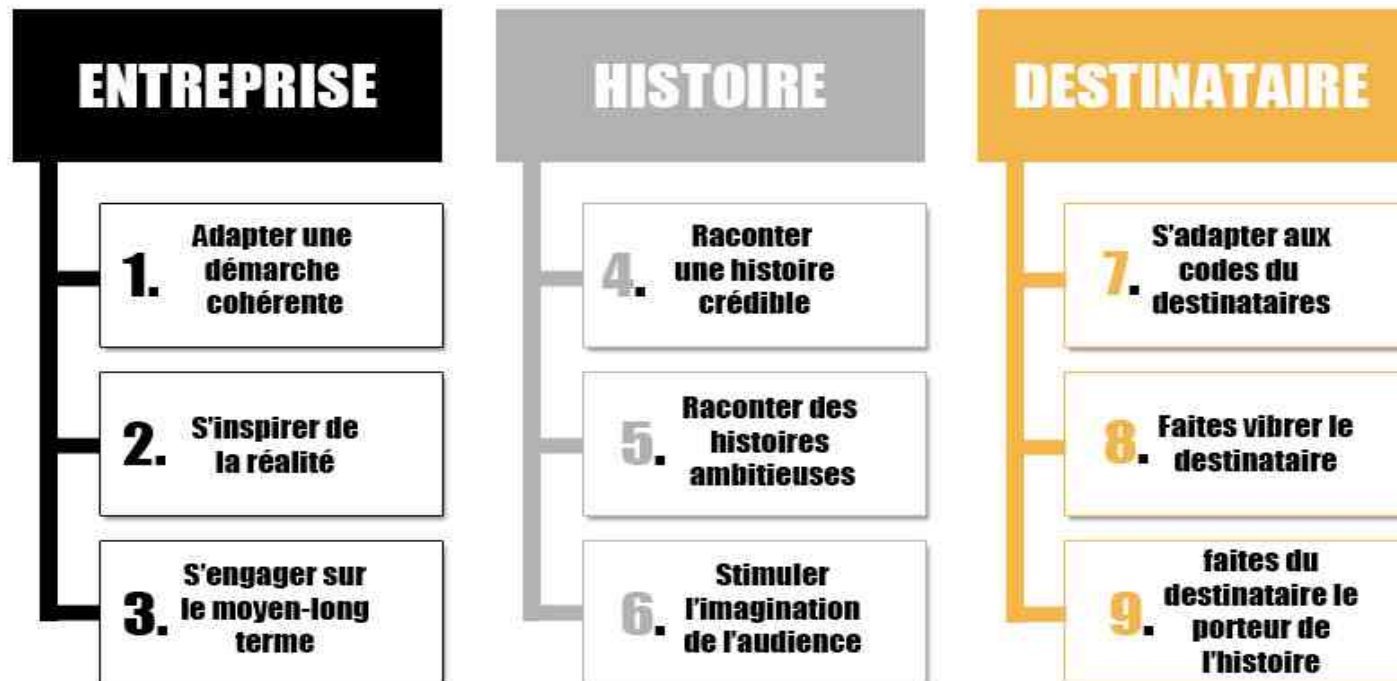 ENTREPRISE
1. Adapter une
démarche
cohérente
2. S'inspirer de
la réalité
3. S'engager sur
le moyen-long
terme
HISTOIRE
4. Raconter
une histoire
crédible
5. Raconter des
histoires
ambitieuses
6. Stimuler
l'imagination
de l'audience
DESTINATAIRE
7. S'adapter aux
codes du
destinataires
8. Faites vibrer le
destinataire
9. faites du
destinataire le
porteur de
l'histoire